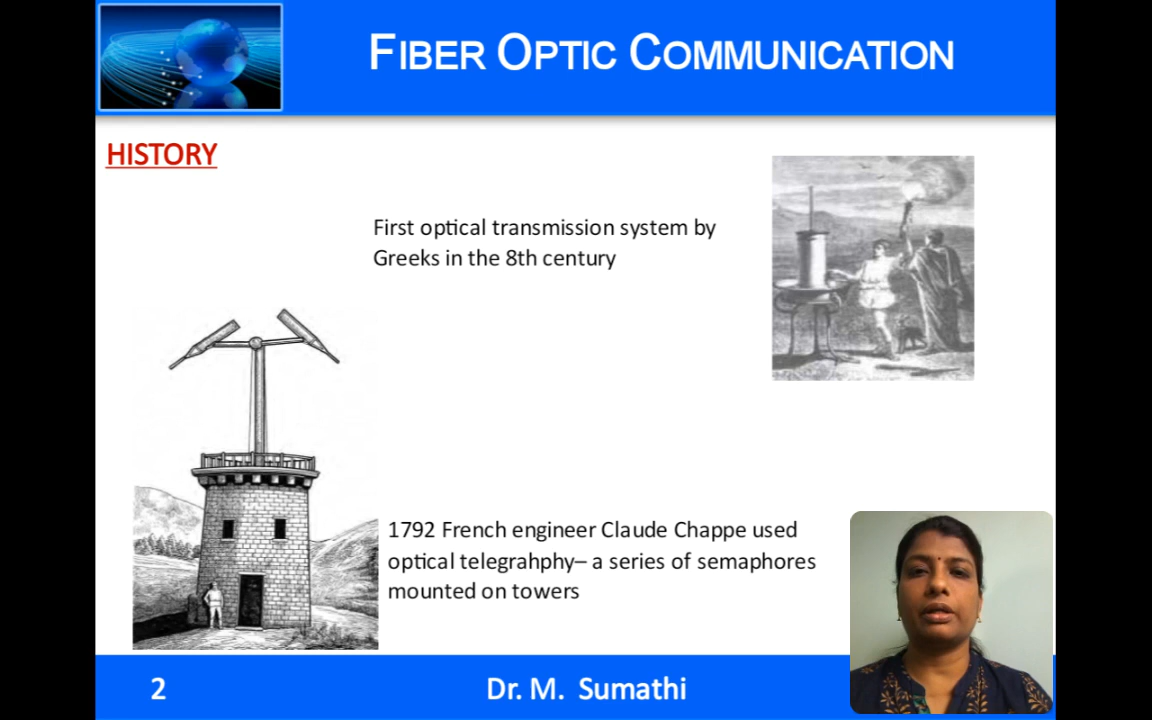 FIBER OPTIC COMMUNICATION
HISTORY
First optical transmission system by
Greeks in the 8th century
1792 French engineer Claude Chappe used
optical telegrahphy– a series of semaphores
mounted on towers
2
Dr. M. Sumathi